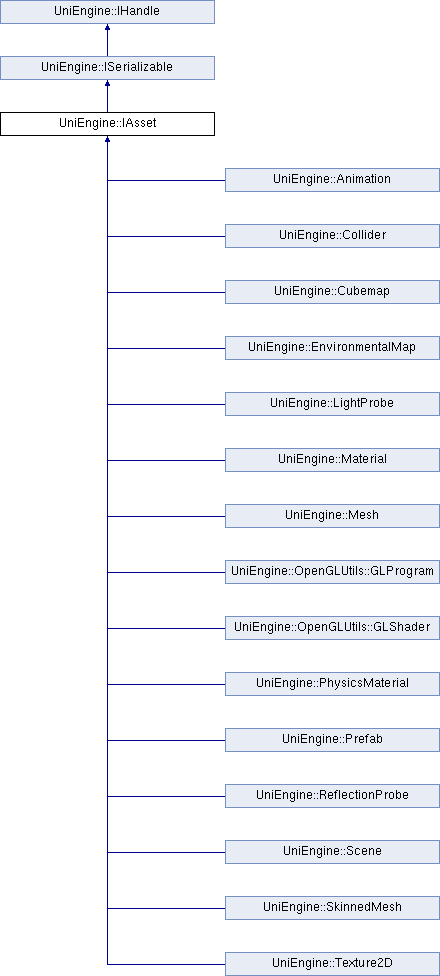 UniEngine::IHandle
UniEngine::ISerializable
UniEngine::IAsset
UniEngine::Animation
UniEngine::Collider
UniEngine::Cubemap
UniEngine::EnvironmentalMap
UniEngine::LightProbe
UniEngine::Material
UniEngine::Mesh
UniEngine::OpenGLUtils::GLProgram
UniEngine::OpenGLUtils::GLShader
UniEngine::PhysicsMaterial
UniEngine::Prefab
UniEngine::ReflectionProbe
UniEngine::Scene
UniEngine::SkinnedMesh
UniEngine::Texture2D